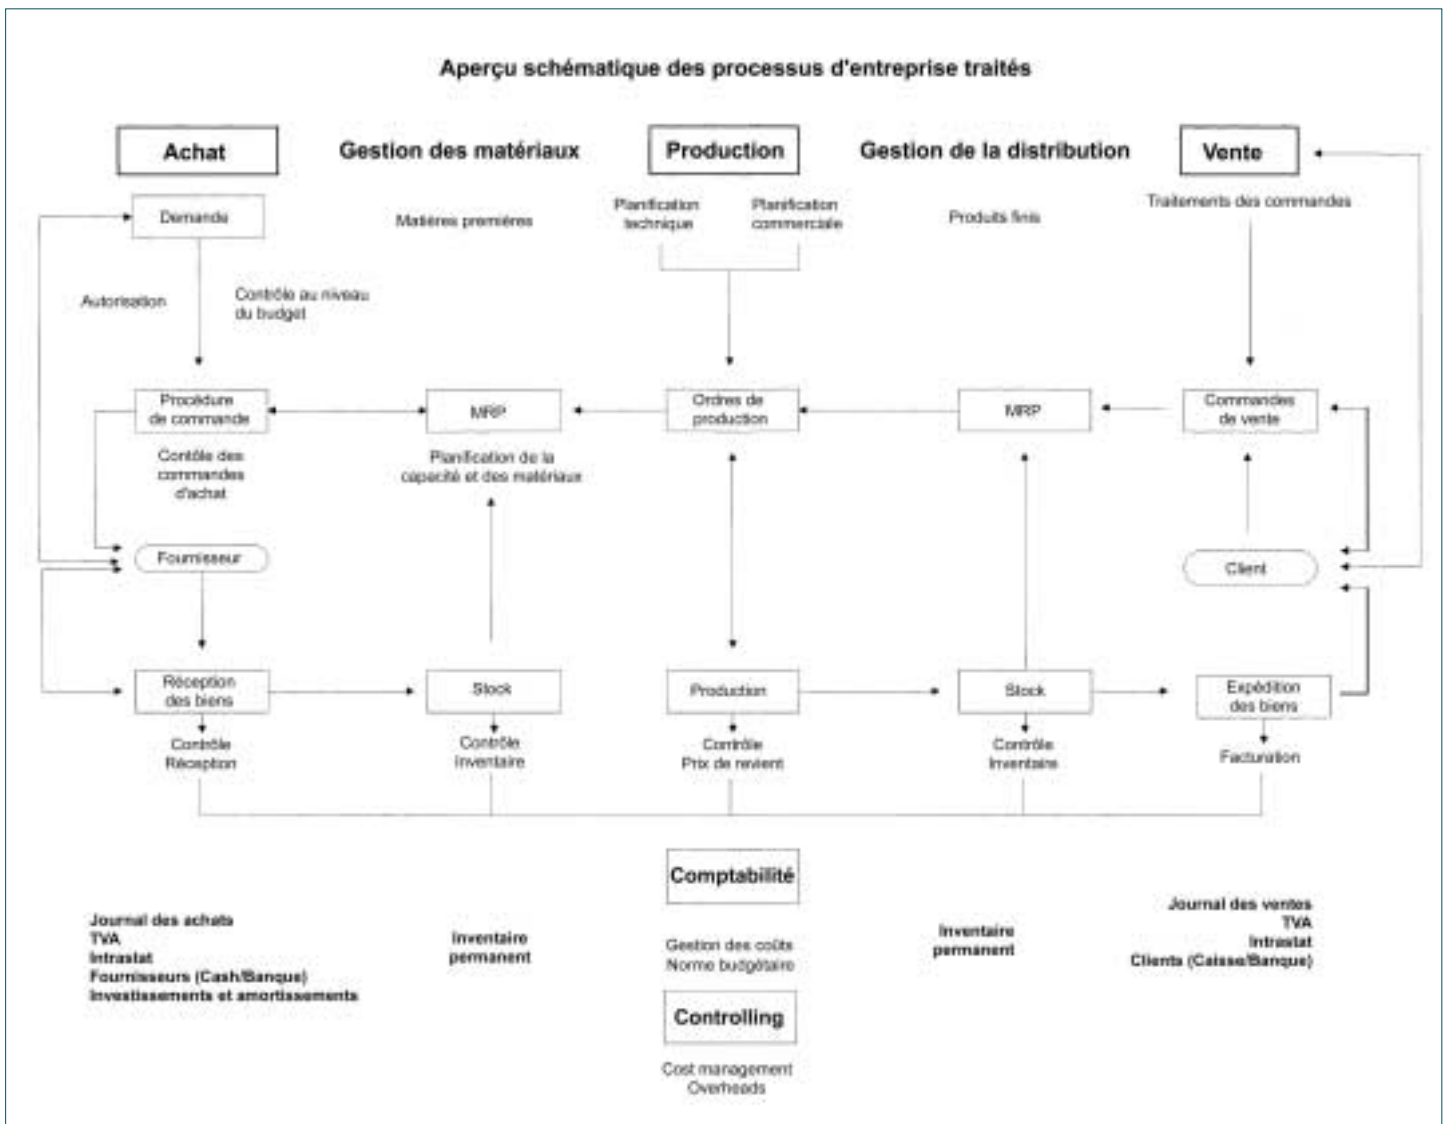 Aperçu schématique des processus d'entreprise traités
Achat
Gestion des matériaux
Production
Gestion de la distribution
Vente
Demande
Matières premières
Planification
technique
Planification
commerciale
Produits finis
Traitements des commandes
Autorisation
Contrôle au niveau
du budget
Procédure
de commande
MRP
Ordres de
production
MRP
Commandes
de vente
Contôle des
commandes
d'achat
Planification de la
capacité et des matériaux
Fournisseur
Client
Réception
des biens
Stock
Production
Stock
Expédition
des biens
Contrôle
Réception
Contrôle
Inventaire
Contrôle
Prix de revient
Contrôle
Inventaire
Facturation
Comptabilité
Journal des achats
TVA
Intrastat
Fournisseurs (Cash/Banque)
Investissements et amortissements
Inventaire
permanent
Gestion des coûts
Norme budgétaire
Inventaire
permanent
Journal des ventes
TVA
Intrastat
Clients (Caisse/Banque)
Controlling
Cost management
Overheads